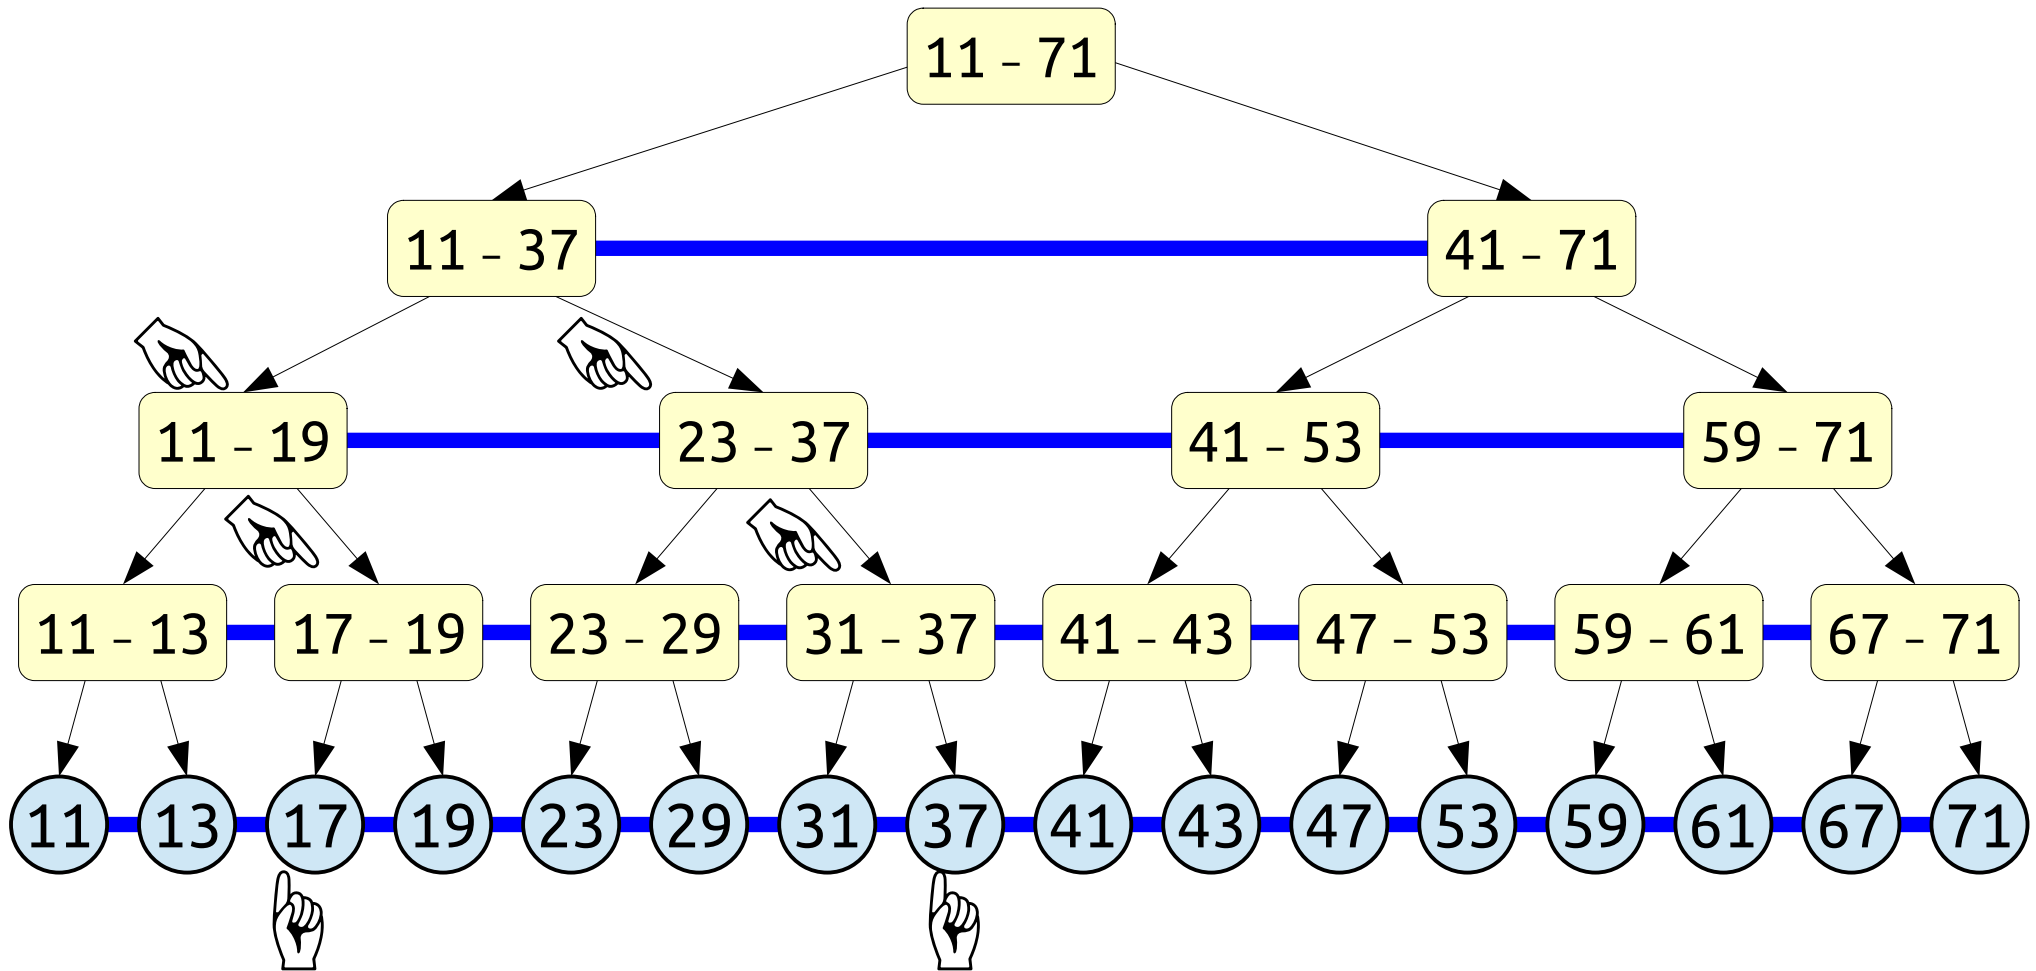 11 – 71
11 – 37 41 – 71
11 – 19 23 – 37 41 – 53 59 – 71
11 – 13 17 – 19 23 – 29 31 – 37 41 – 43 47 – 53 59 – 61 67 – 71
11 13 17 19 23 29 31 37 41 43 47 53 59 61 67 71